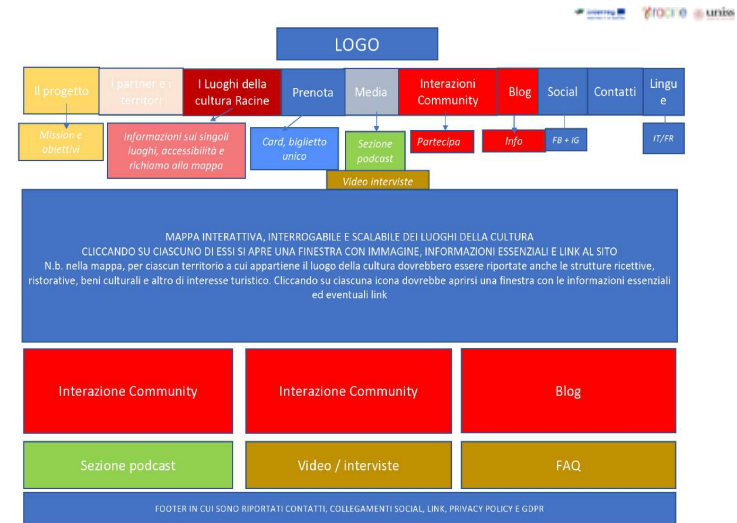 interreg
racine
uniss
LOGO
Il progetto
I partner e i
territori
I Luoghi della
cultura Racine
Prenota
Media
Interazioni
Community
Blog
Social
Contatti
Lingu
e
Mission e
obiettivi
Informazioni sui singoli
luoghi, accessibilità e
richiamo alla mappa
Card, biglietto
unico
Sezione
podcast
Partecipa
Info
FB + IG
IT/FR
Video interviste
MAPPA INTERATTIVA, INTERROGABILE E SCALABILE DEI LUOGHI DELLA CULTURA
CLICCANDO SU CIASCUNO DI ESSI SI APRE UNA FINESTRA CON IMMAGINE, INFORMAZIONI ESSENZIALI E LINK AL SITO
N.b. nella mappa, per ciascun territorio a cui appartiene il luogo della cultura dovrebbero essere riportate anche le strutture ricettive,
ristorative, beni culturali e altro di interesse turistico. Cliccando su ciascuna icona dovrebbe aprirsi una finestra con le informazioni essenziali
ed eventuali link
Interazione Community
Interazione Community
Blog
Sezione podcast
Video / interviste
FAQ
FOOTER IN CUI SONO RIPORTATI CONTATTI, COLLEGAMENTI SOCIAL, LINK, PRIVACY POLICY E GDPR